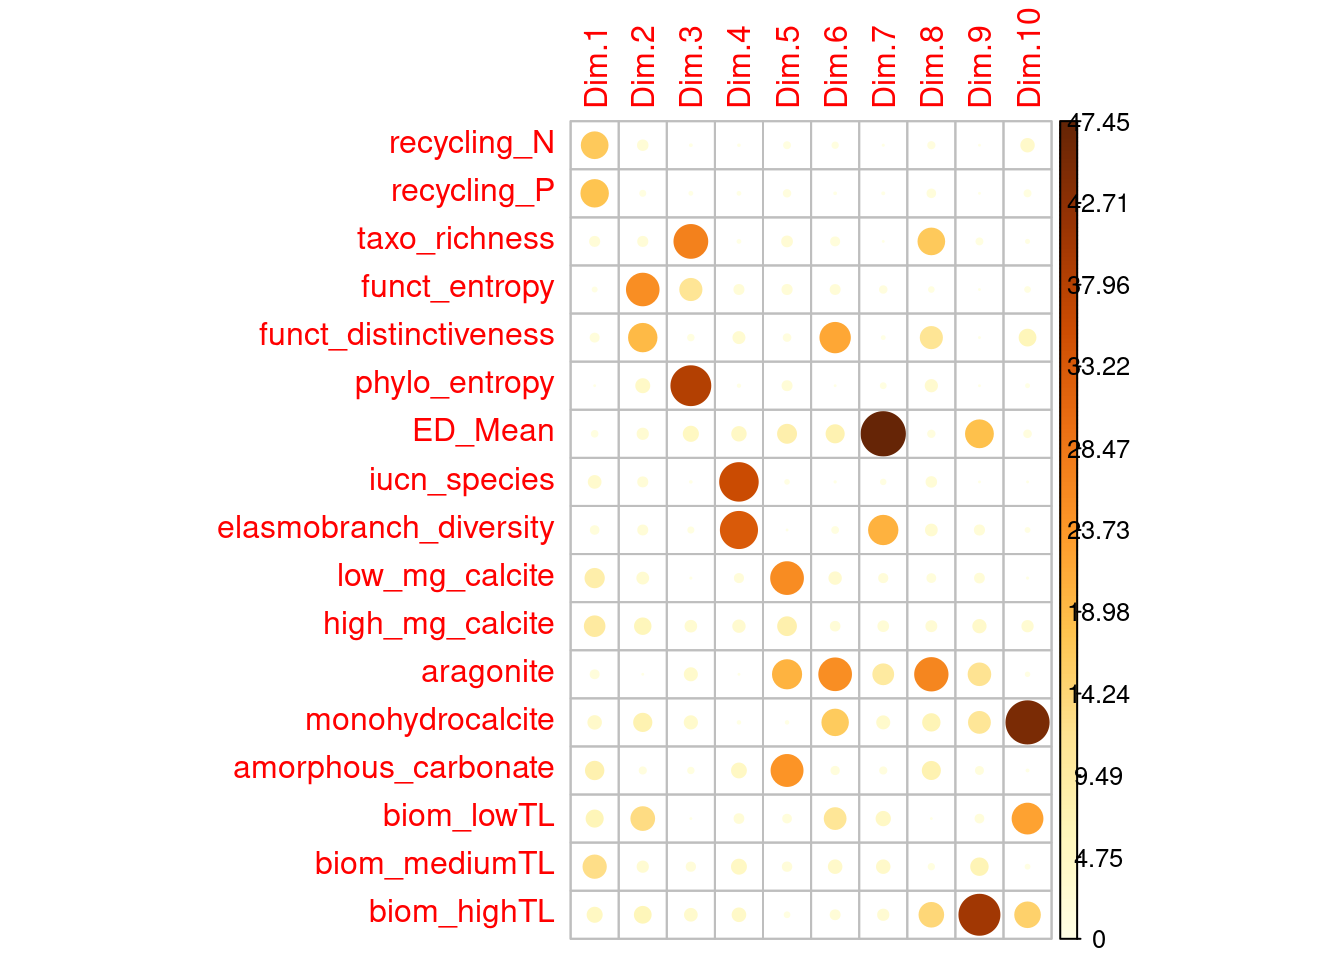 Dim.1 Dim.2 Dim.3 Dim.4 Dim.5 Dim.6 Dim.7 Dim.8 Dim.9 Dim.10
recycling_N
recycling_P
taxo_richness
funct_entropy
funct_distinctiveness
phylo_entropy
ED_Mean
iucn_species
elasmobranch_diversity
low_mg_calcite
high_mg_calcite
aragonite
monohydrocalcite
amorphous_carbonate
biom_lowTL
biom_mediumTL
biom_highTL
47.45
42.71
37.96
33.22
28.47
23.73
18.98
14.24
9.49
4.75
0